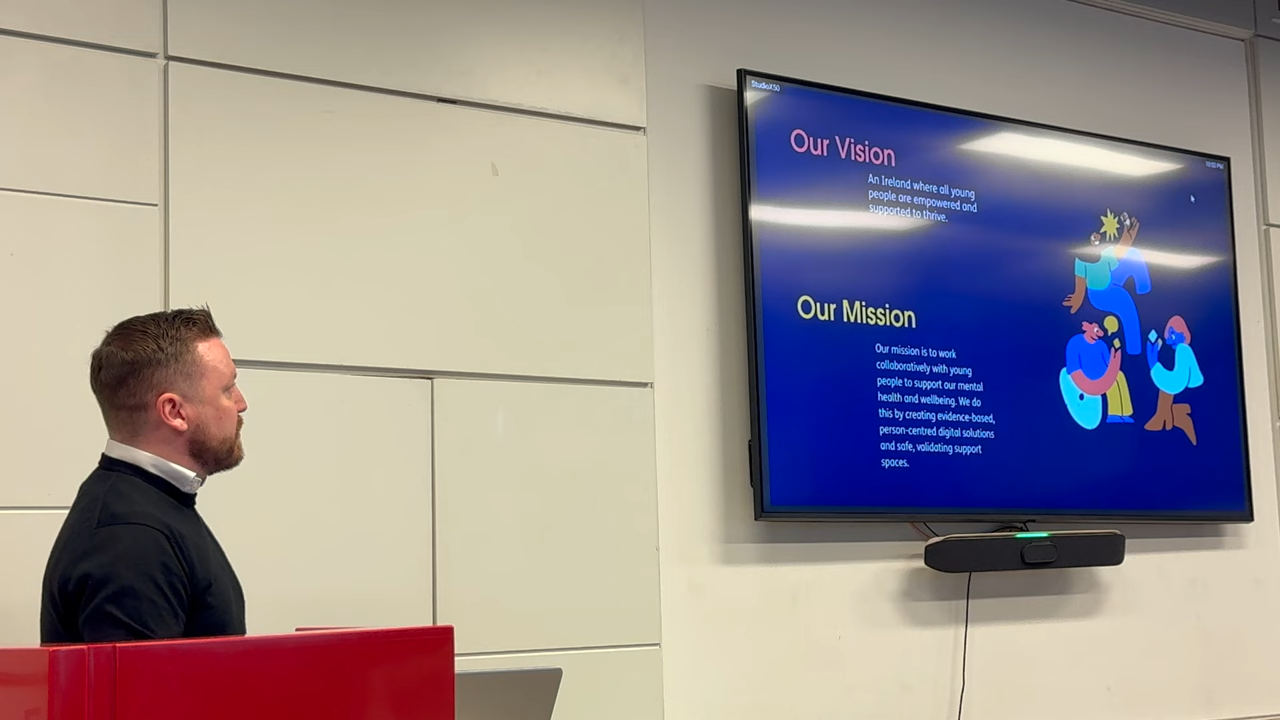 StudioX50
Our Vision
An Ireland where all young
people are empowered and
supported to thrive.
Our Mission
Our mission is to work
collaboratively with young
people to support our mental
health and wellbeing. We do
this by creating evidence-based,
person-centred digital solutions
and safe, validating support
spaces.